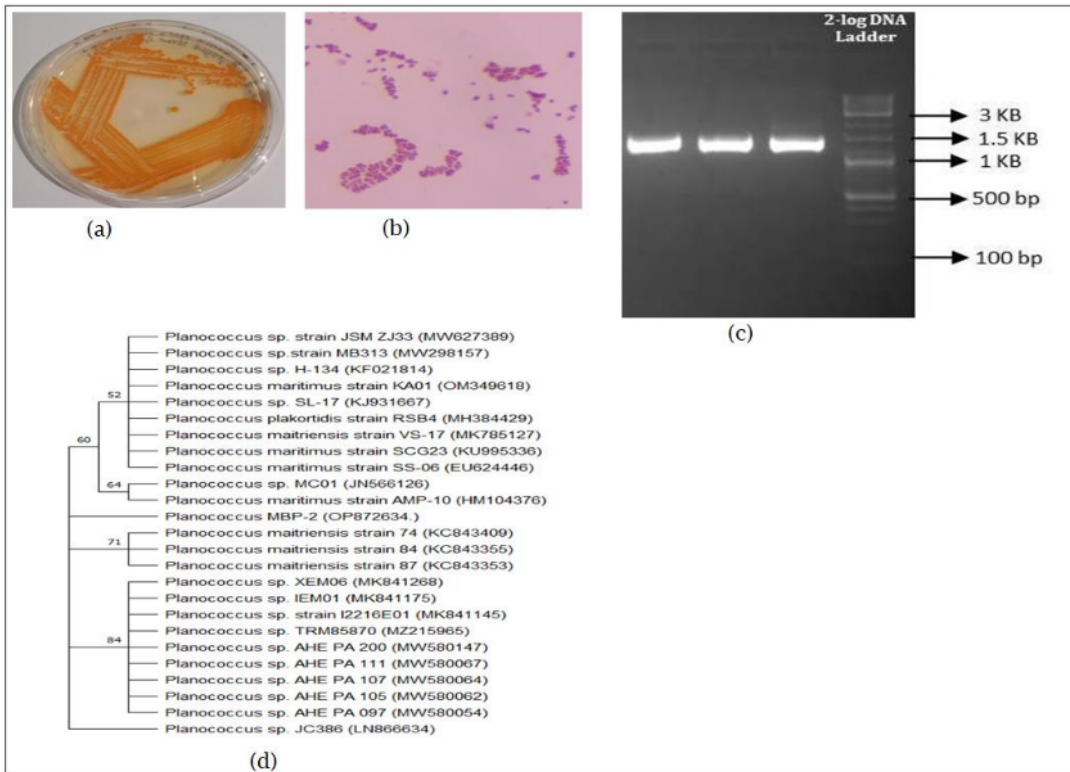 2-log DNA
Ladder
3 KB
1.5 KB
1 KB
500 bp
100 bp
(a)
(b)
(c)
Planococcus sp. strain JSM ZJ33 (MW627389)
Planococcus sp.strain MB313 (MW298157)
Planococcus sp. H-134 (KF021814)
Planococcus maritimus strain KA01 (OM349618)
52
Planococcus sp. SL-17 (KJ931667)
Planococcus plakortidis strain RSB4 (MH384429)
Planococcus maitriensis strain VS-17 (MK785127)
60
Planococcus maritimus strain SCG23 (KU995336)
Planococcus maritimus strain SS-06 (EU624446)
64
Planococcus sp. MC01 (JN566126)
Planococcus maritimus strain AMP-10 (HM104376)
Planococcus MBP-2 (OP872634.)
Planococcus maitriensis strain 74 (KC843409)
71
Planococcus maitriensis strain 84 (KC843355)
Planococcus maitriensis strain 87 (KC843353)
Planococcus sp. XEM06 (MK841268)
Planococcus sp. IEM01 (MK841175)
Planococcus sp. strain I2216E01 (MK841145)
Planococcus sp. TRM85870 (MZ215965)
84
Planococcus sp. AHE PA 200 (MW580147)
Planococcus sp. AHE PA 111 (MW580067)
Planococcus sp. AHE PA 107 (MW580064)
Planococcus sp. AHE PA 105 (MW580062)
Planococcus sp. AHE PA 097 (MW580054)
Planococcus sp. JC386 (LN866634)
(d)